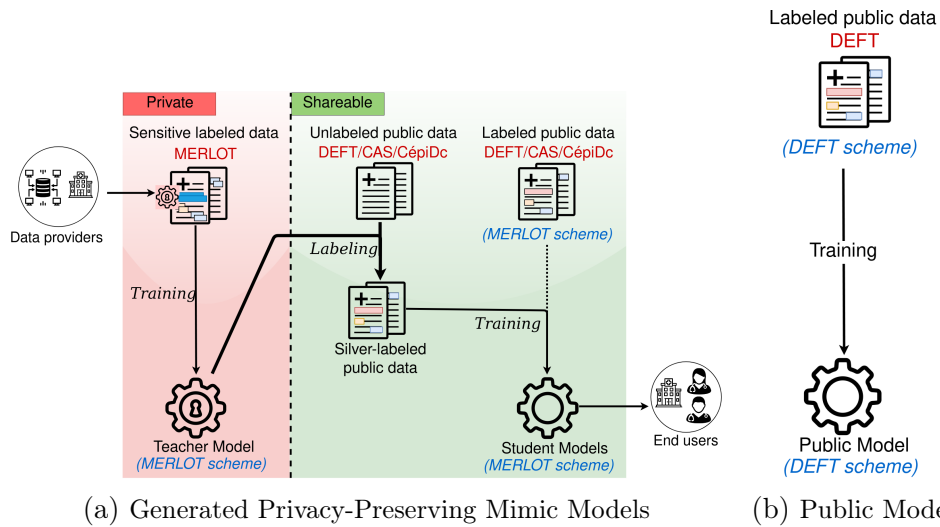 Private
Shareable
Sensitive labeled data
MERLOT
Unlabeled public data
DEFT/CAS/CépiDc
Labeled public data
DEFT/CAS/CépiDc
(MERLOT scheme)
Data providers
Labeling
Training
Training
Silver-labeled
public data
Teacher Model
(MERLOT scheme)
Student Models
(MERLOT scheme)
End users
(a) Generated Privacy-Preserving Mimic Models
Labeled public data
DEFT
(DEFT scheme)
Training
Public Model
(DEFT scheme)
(b) Public Mode